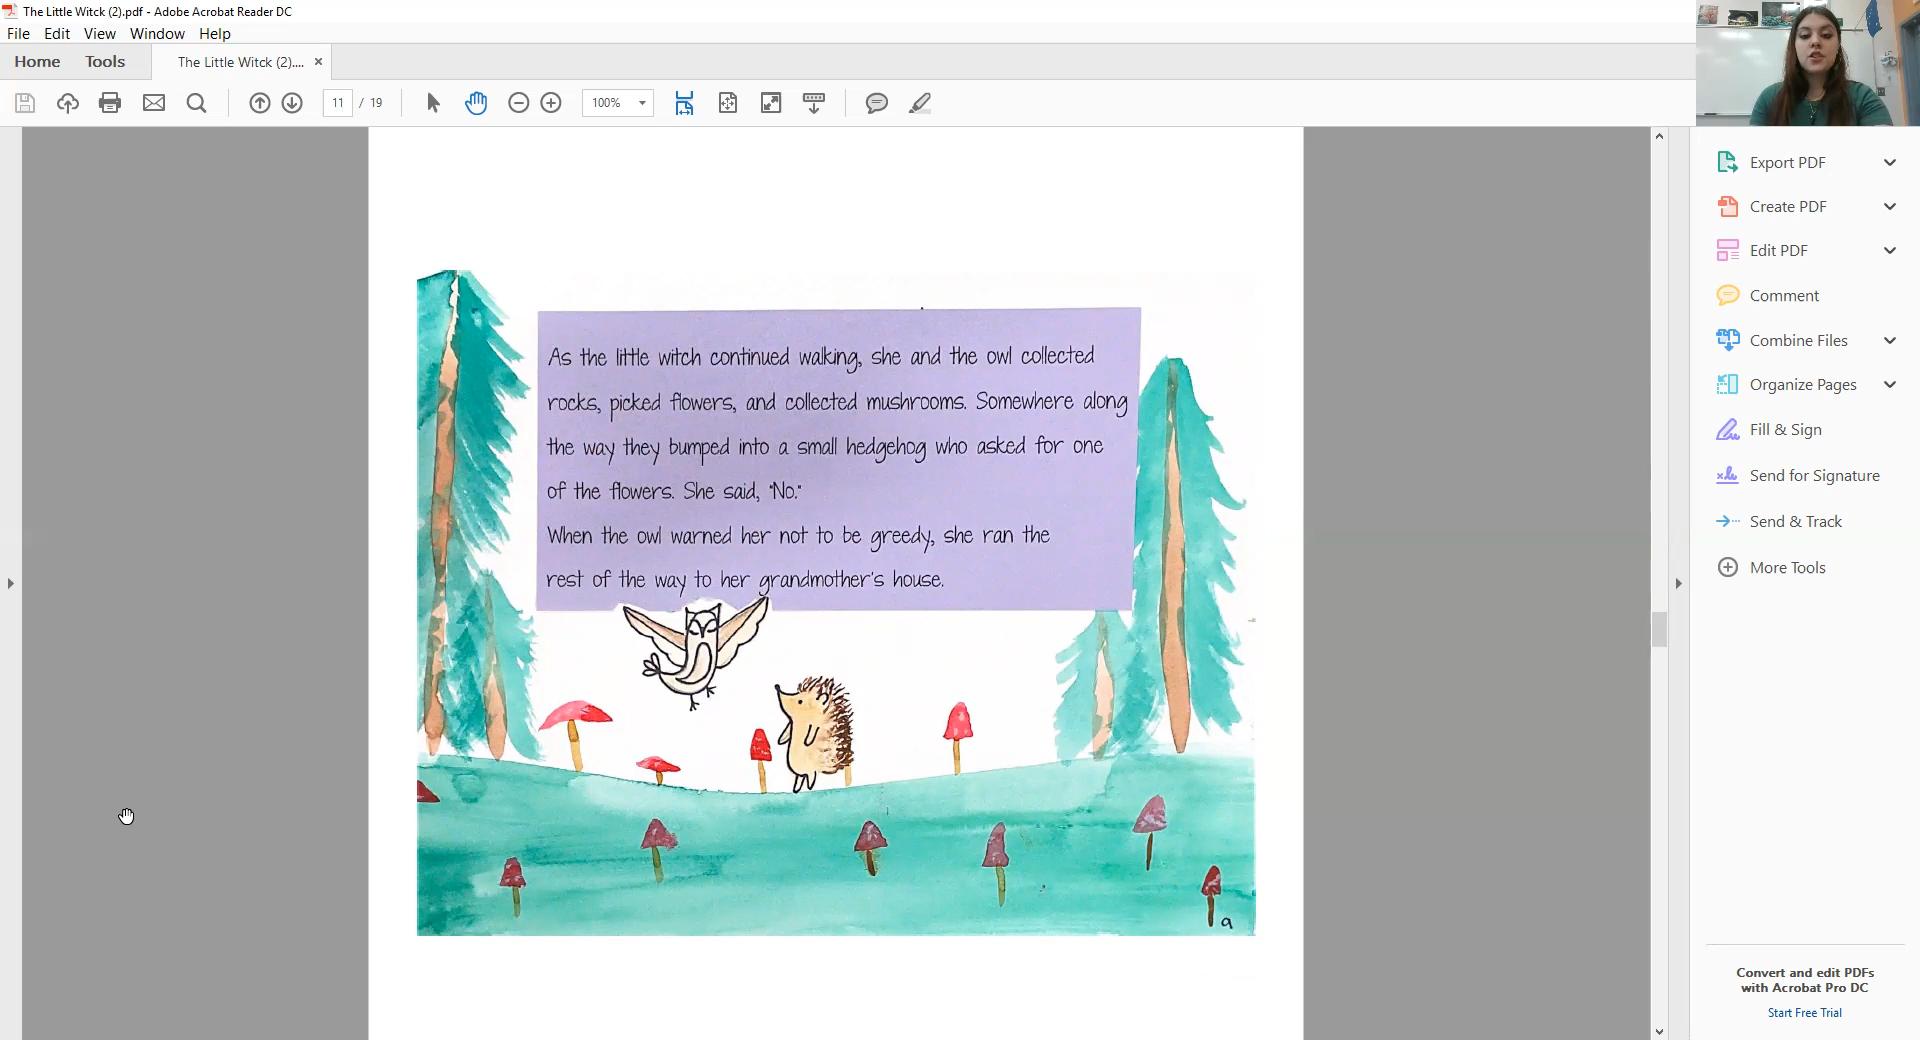 The Little Witck (2).pdf - Adobe Acrobat Reader DC
File Edit View Window Help
Home Tools The Little Witck (2).... ×
11 / 19 100%
As the little witch continued walking, she and the owl collected
rocks, picked flowers, and collected mushrooms. Somewhere along
the way they bumped into a small hedgehog who asked for one
of the flowers. She said, "No."
When the owl warned her not to be greedy, she ran the
rest of the way to her grandmother's house.
9
Export PDF
Create PDF
Edit PDF
Comment
Combine Files
Organize Pages
Fill & Sign
Send for Signature
Send & Track
More Tools
Convert and edit PDFs
with Acrobat Pro DC
Start Free Trial